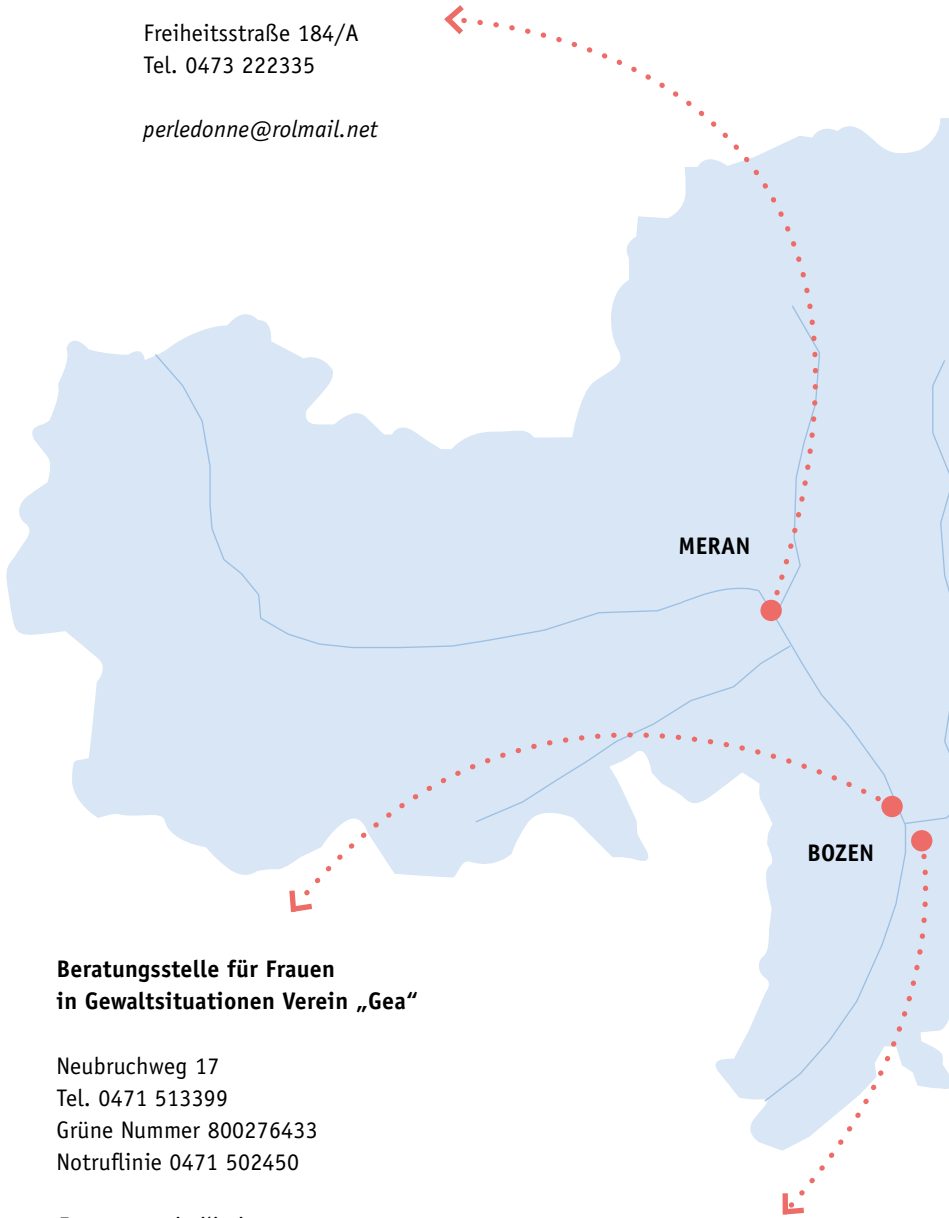 Freiheitsstraße 184/A
Tel. 0473 222335
perledonne@rolmail.net
MERAN
BOZEN
Beratungsstelle für Frauen
in Gewaltsituationen Verein „Gea“
Neubruchweg 17
Tel. 0471 513399
Grüne Nummer 800276433
Notruflinie 0471 502450